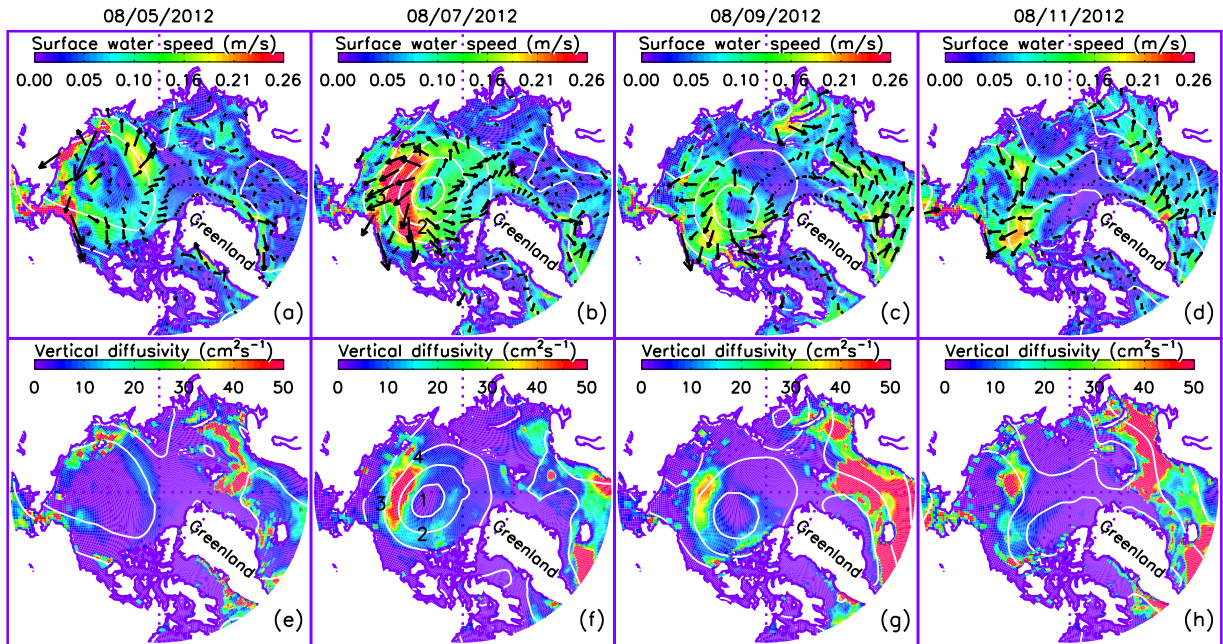 08/05/2012 08/07/2012 08/09/2012 08/11/2012
Surface water speed (m/s) Surface water speed (m/s) Surface water speed (m/s) Surface water speed (m/s)
0.00 0.05 0.10 0.16 0.21 0.26 0.00 0.05 0.10 0.16 0.21 0.26 0.00 0.05 0.10 0.16 0.21 0.26 0.00 0.05 0.10 0.16 0.21 0.26
1
2
Greenland Greenland Greenland Greenland
(a) (b) (c) (d)
Vertical diffusivity (cm²s⁻¹) Vertical diffusivity (cm²s⁻¹) Vertical diffusivity (cm²s⁻¹) Vertical diffusivity (cm²s⁻¹)
0 10 20 30 40 50 0 10 20 30 40 50 0 10 20 30 40 50 0 10 20 30 40 50
4
3 1
2
Greenland Greenland Greenland Greenland
(e) (f) (g) (h)